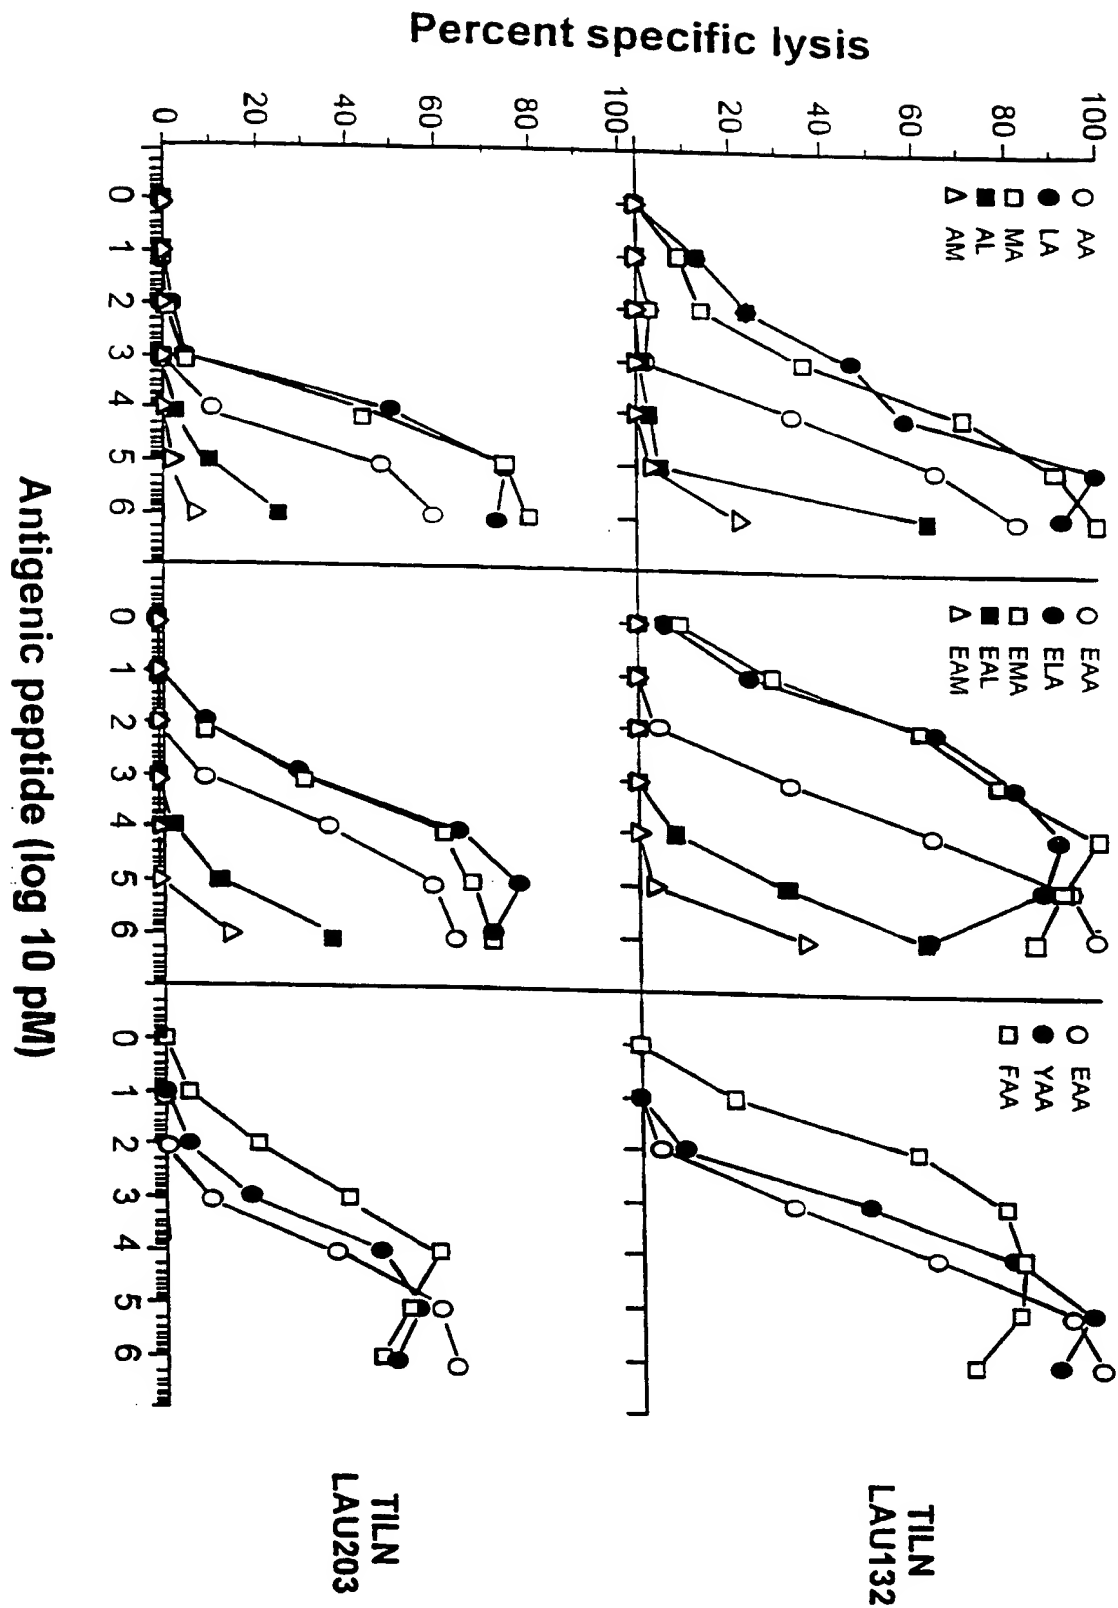 Percent specific lysis
100
80
60
40
20
100
80
60
40
20
0
○ AA
● LA
□ MA
■ AL
△ AM
○ EAA
● ELA
□ EMA
■ EAL
△ EAM
○ EAA
● YAA
□ FAA
TILN
LAU132
TILN
LAU203
0 1 2 3 4 5 6
0 1 2 3 4 5 6
0 1 2 3 4 5 6
Antigenic peptide (log 10 pM)